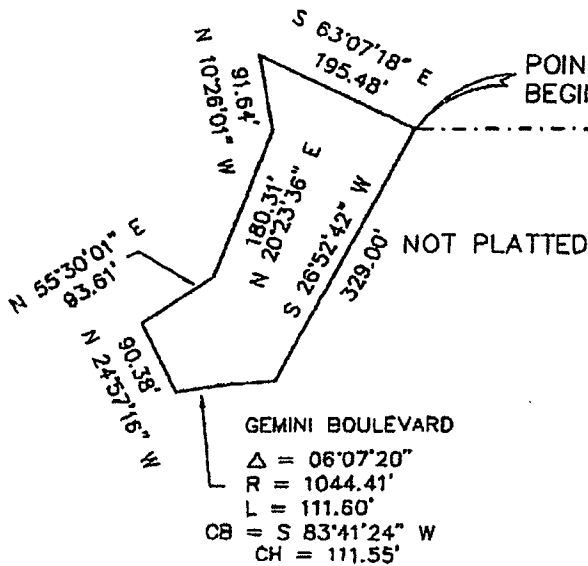 S 63°07'18" E
195.48'
POIN
BEGI
N 10°26'01" W
91.64'
180.31'
N 20°23'36" E
S 26°52'42" W
329.00'
NOT PLATTED
N 55°30'01" E
83.61'
90.38'
N 24°57'16" W
GEMINI BOULEVARD
Δ = 06°07'20"
R = 1044.41'
L = 111.60'
CB = S 83°41'24" W
CH = 111.55'